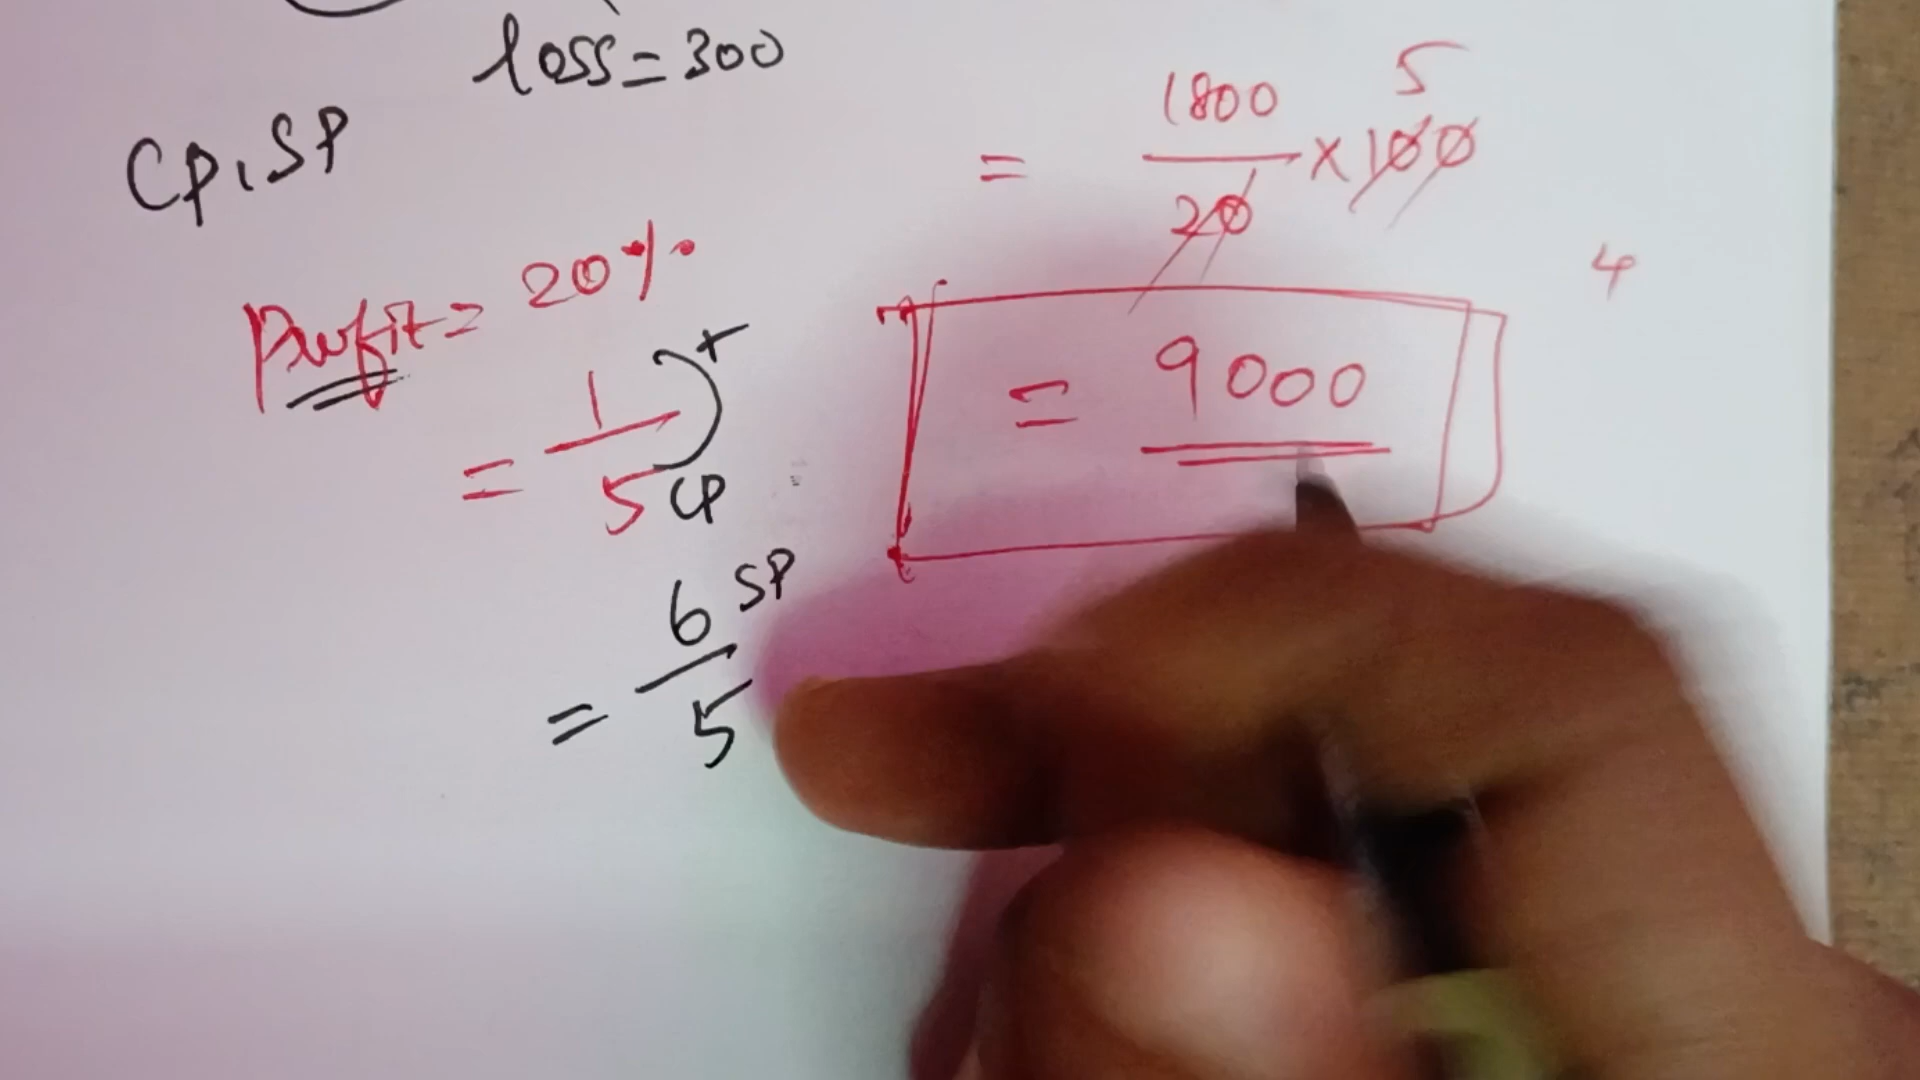 loss = 300
CP, SP
Profit = 20%
= 1/5 CP +
= 6 SP/5
= 1800/20 × 100 5
4
= 9000